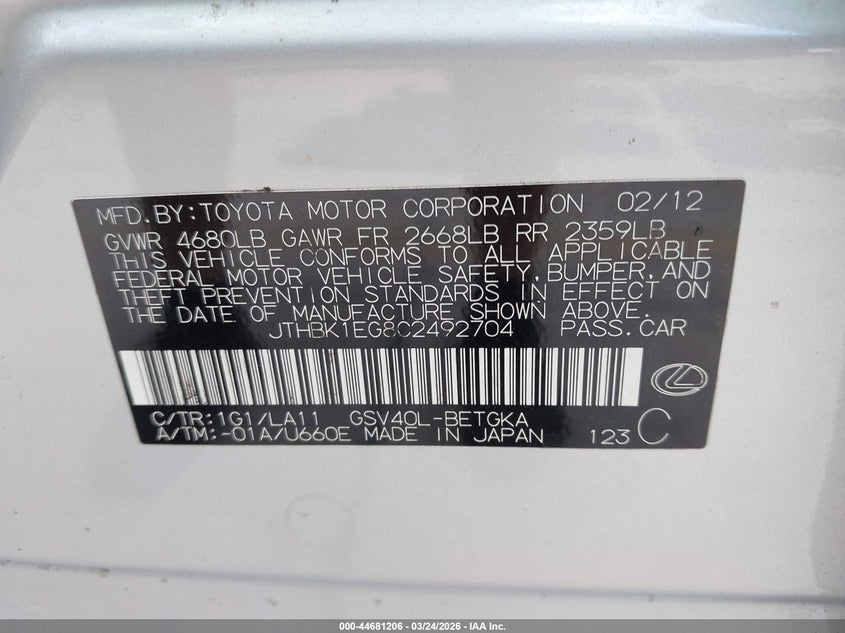 MFD. BY: TOYOTA MOTOR CORPORATION 02/12
GVWR 4680LB GAWR FR 2668LB RR 2359LB
THIS VEHICLE CONFORMS TO ALL APPLICABLE
FEDERAL MOTOR VEHICLE SAFETY, BUMPER, AND
THEFT PREVENTION STANDARDS IN EFFECT ON
THE DATE OF MANUFACTURE SHOWN ABOVE.
JTHBK1EG8C2492704 PASS. CAR
C/TR: 1G1/LA11 GSV40L-BETGKA
A/TM: -01A/U660E MADE IN JAPAN 123 C
000-44681206 - 03/24/2026 - IAA Inc.